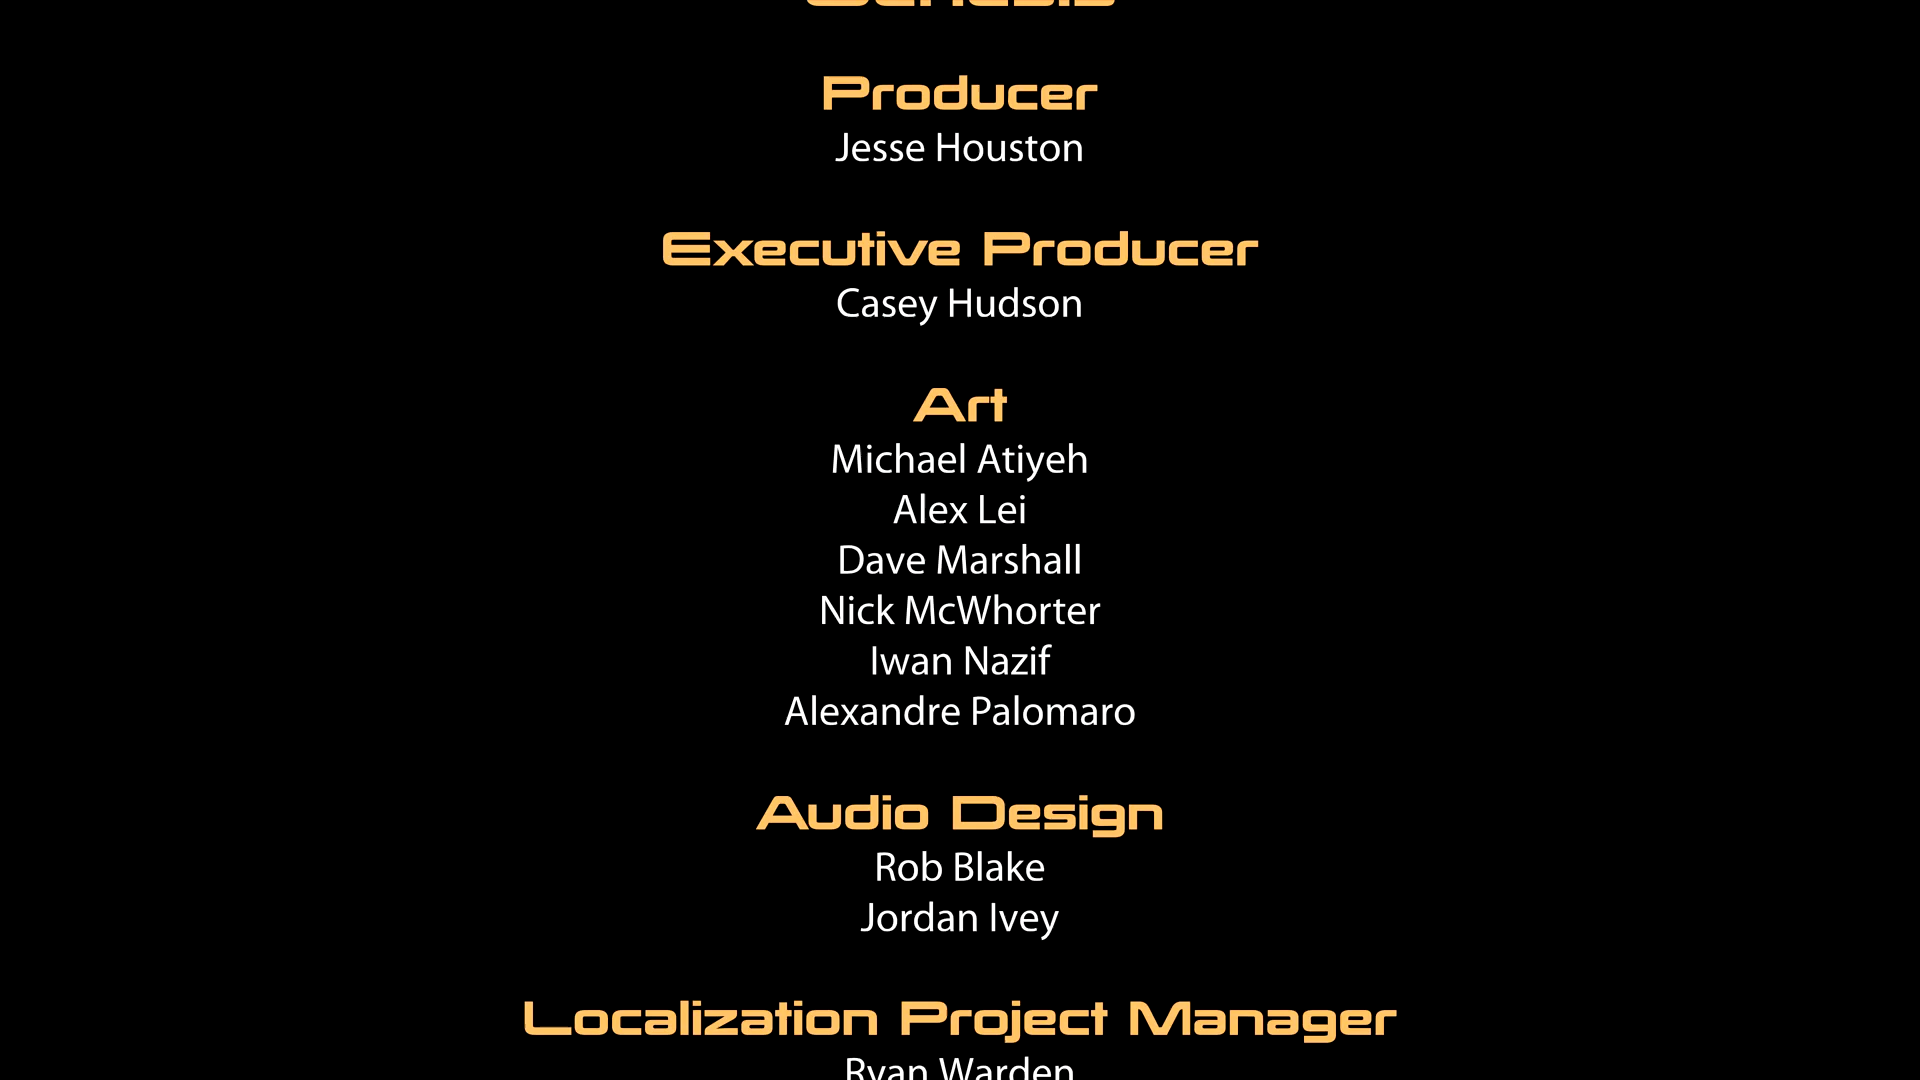 Genesis
Producer
Jesse Houston
Executive Producer
Casey Hudson
Art
Michael Atiyeh
Alex Lei
Dave Marshall
Nick McWhorter
Iwan Nazif
Alexandre Palomaro
Audio Design
Rob Blake
Jordan Ivey
Localization Project Manager
Ryan Warden